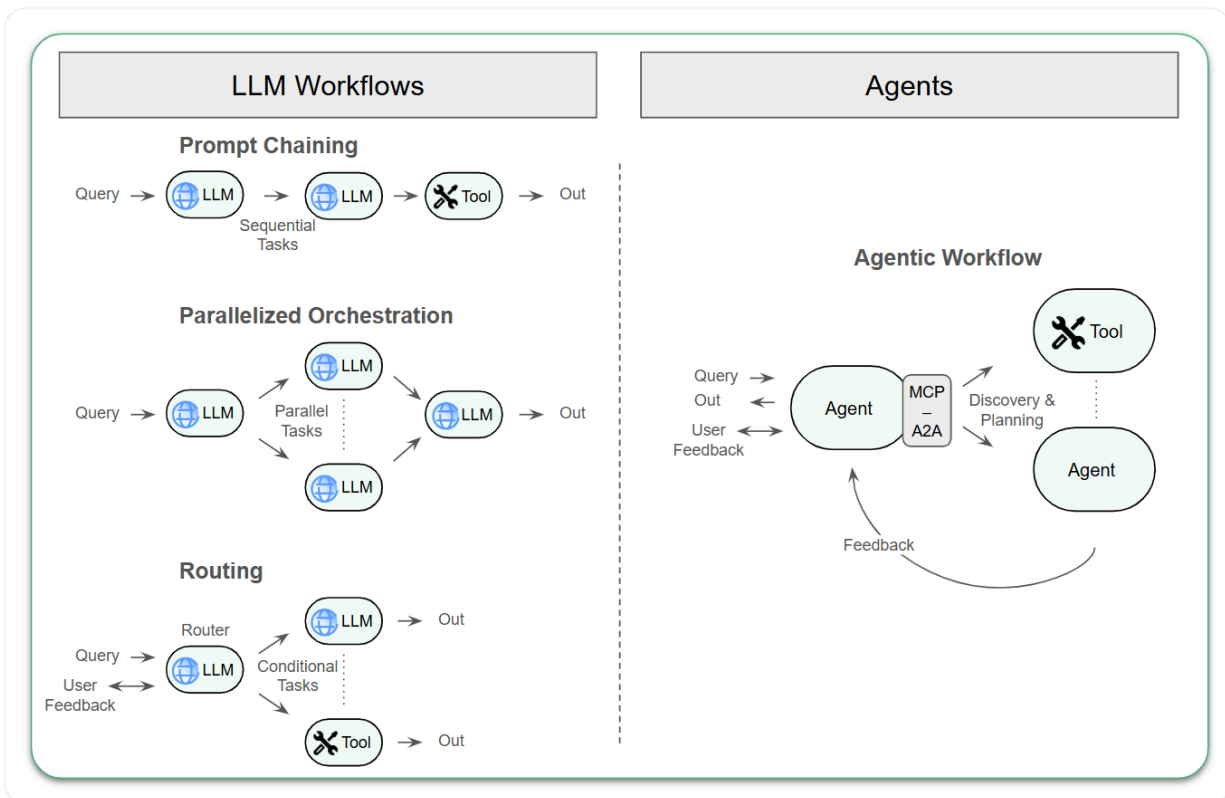 LLM Workflows
Prompt Chaining
Query
LLM
LLM
Tool
Out
Sequential
Tasks
Parallelized Orchestration
Query
LLM
LLM
Parallel
Tasks
LLM
LLM
Out
Routing
Router
Query
User
Feedback
LLM
LLM
Out
Conditional
Tasks
Tool
Out
Agents
Agentic Workflow
Query
Out
User
Feedback
Agent
MCP
–
A2A
Discovery &
Planning
Tool
Agent
Feedback